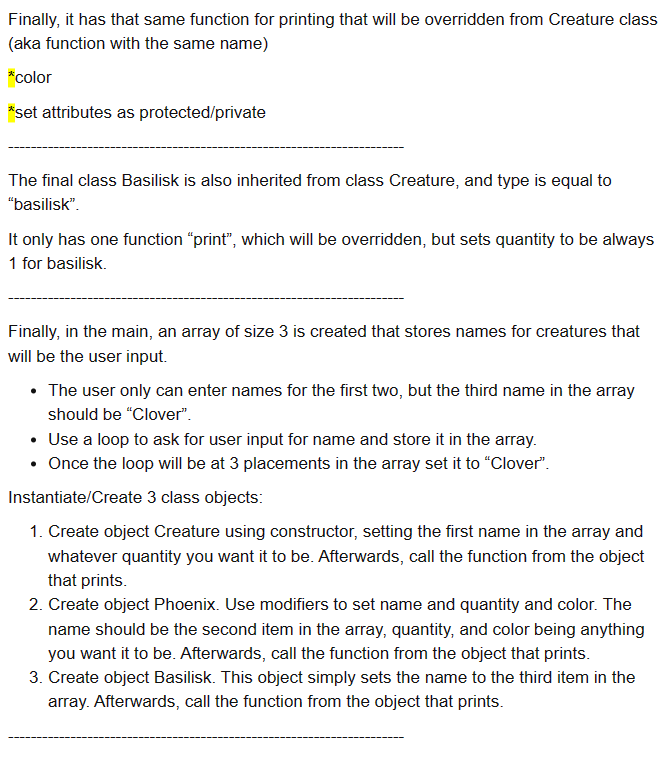 Finally, it has that same function for printing that will be overridden from Creature class
(aka function with the same name)
*color
*set attributes as protected/private
------------------------------------------------------------------------
The final class Basilisk is also inherited from class Creature, and type is equal to
“basilisk”.
It only has one function “print”, which will be overridden, but sets quantity to be always
1 for basilisk.
------------------------------------------------------------------------
Finally, in the main, an array of size 3 is created that stores names for creatures that
will be the user input.
• The user only can enter names for the first two, but the third name in the array
should be “Clover”.
• Use a loop to ask for user input for name and store it in the array.
• Once the loop will be at 3 placements in the array set it to “Clover”.
Instantiate/Create 3 class objects:
1. Create object Creature using constructor, setting the first name in the array and
whatever quantity you want it to be. Afterwards, call the function from the object
that prints.
2. Create object Phoenix. Use modifiers to set name and quantity and color. The
name should be the second item in the array, quantity, and color being anything
you want it to be. Afterwards, call the function from the object that prints.
3. Create object Basilisk. This object simply sets the name to the third item in the
array. Afterwards, call the function from the object that prints.
------------------------------------------------------------------------